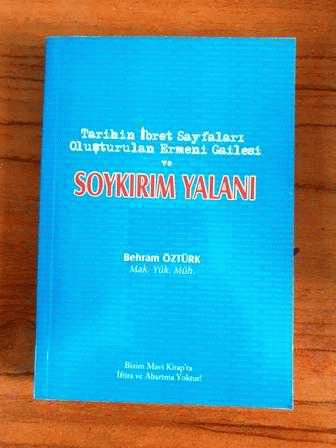 Tarihin İbret Sayfaları
Oluşturulan Ermeni Gailesi
ve
SOYKIRIM YALANI
Behram ÖZTÜRK
Mak. Yük. Müh.
Bizim Mavi Kitap'ta
İftira ve Abartma Yoktur!